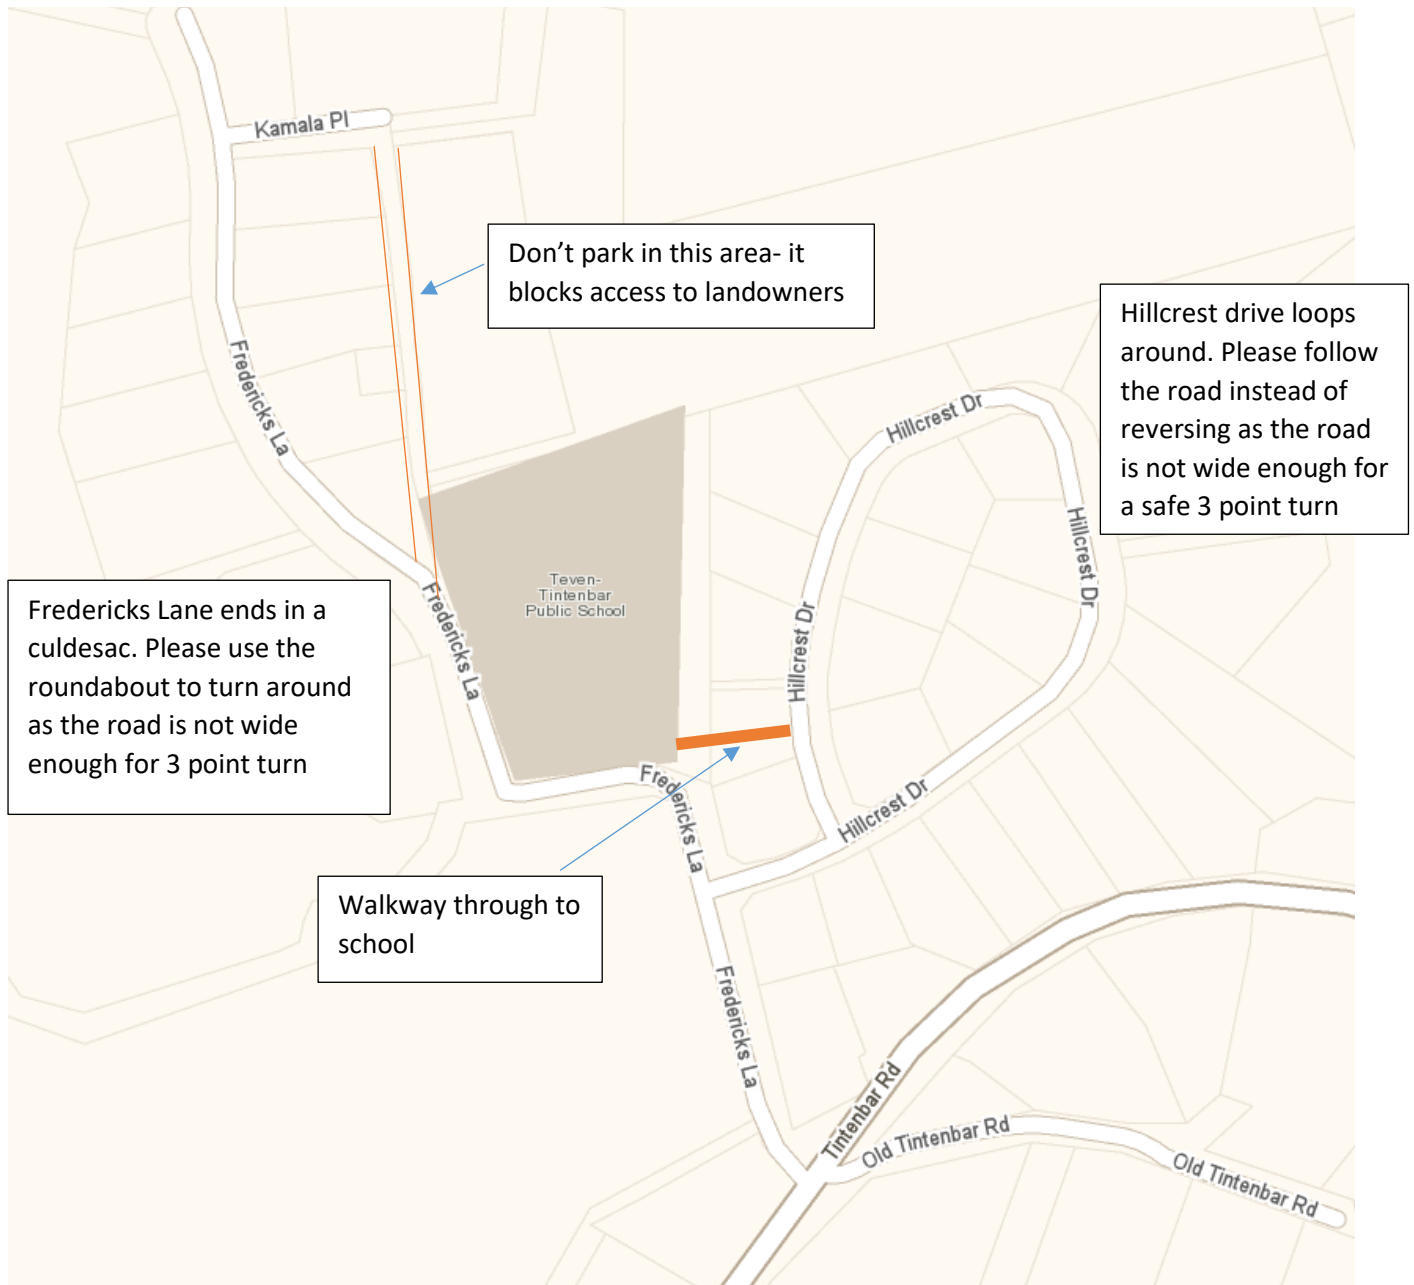 Kamala Pl
Don't park in this area- it
blocks access to landowners
Hillcrest drive loops
around. Please follow
the road instead of
reversing as the road
is not wide enough for
a safe 3 point turn
Fredericks La
Hillcrest Dr
Hillcrest Dr
Teven-
Tintenbar
Public School
Fredericks Lane ends in a
culdesac. Please use the
roundabout to turn around
as the road is not wide
enough for 3 point turn
Fredericks La
Hillcrest Dr
Fredericks La
Hillcrest Dr
Walkway through to
school
Fredericks La
Tintenbar Rd
Old Tintenbar Rd
Old Tintenbar Rd